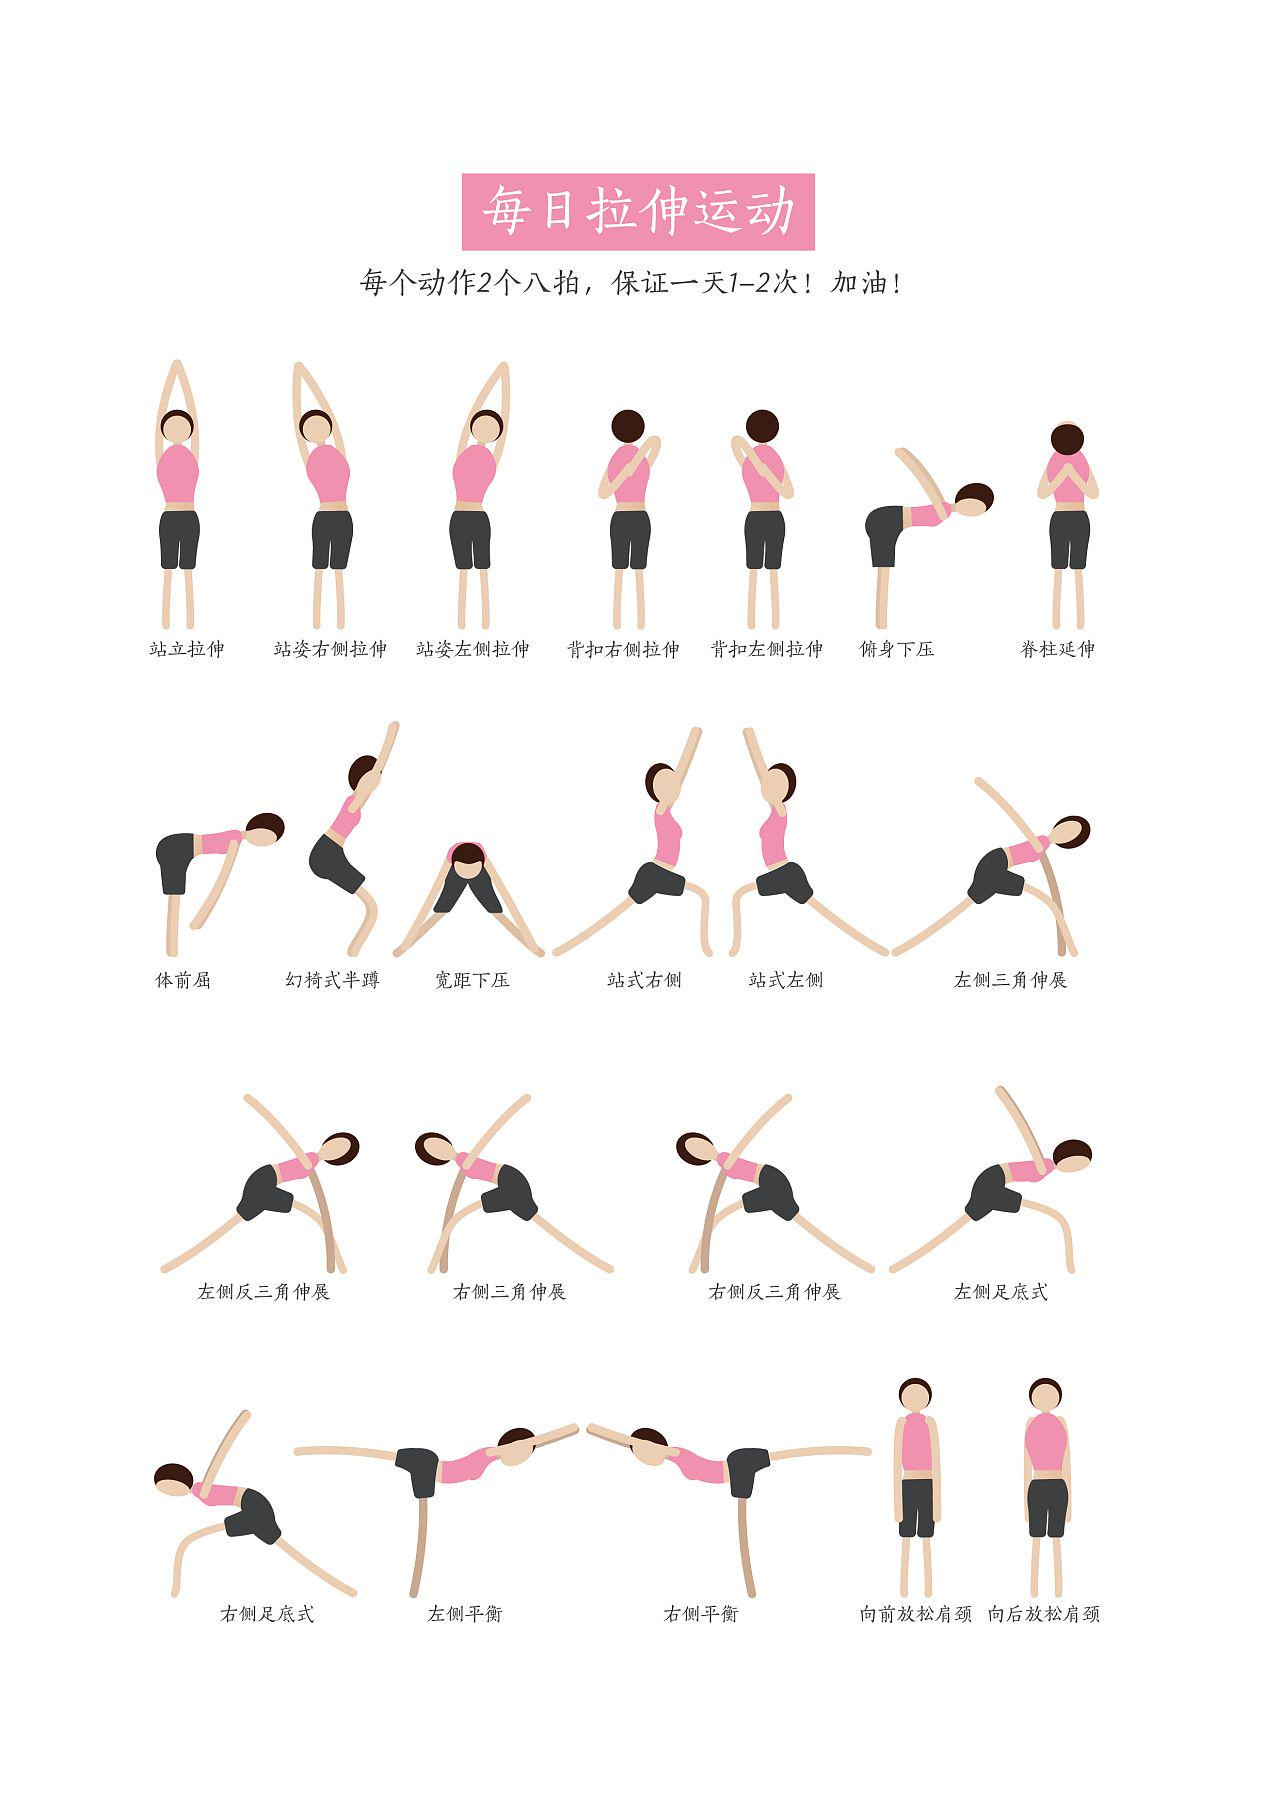 每日拉伸运动
每个动作2个八拍，保证一天1-2次！加油！
站立拉伸 站姿右侧拉伸 站姿左侧拉伸 背扣右侧拉伸 背扣左侧拉伸 俯身下压 脊柱延伸
体前屈 幻椅式半蹲 宽距下压 站式右侧 站式左侧 左侧三角伸展
左侧反三角伸展 右侧三角伸展 右侧反三角伸展 左侧足底式
右侧足底式 左侧平衡 右侧平衡 向前放松肩颈 向后放松肩颈